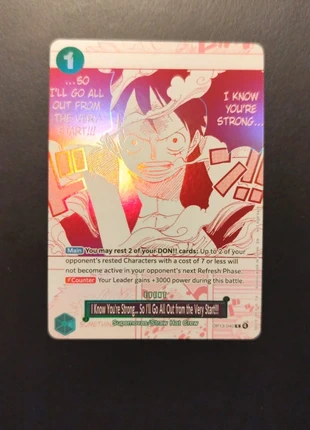 1
...SO
I'LL GO ALL
OUT FROM
THE VERY
START!!!
I KNOW
YOU'RE
STRONG...
Main You may rest 2 of your DON!! cards: Up to 2 of
opponent's rested Characters with a cost of 7 or less will
not become active in your opponent's next Refresh Phase.
Counter Your Leader gains +3000 power during this battle.
EVENT
I Know You're Strong... So I'll Go All Out from the Very Start!!!
Supernovas/Straw Hat Crew